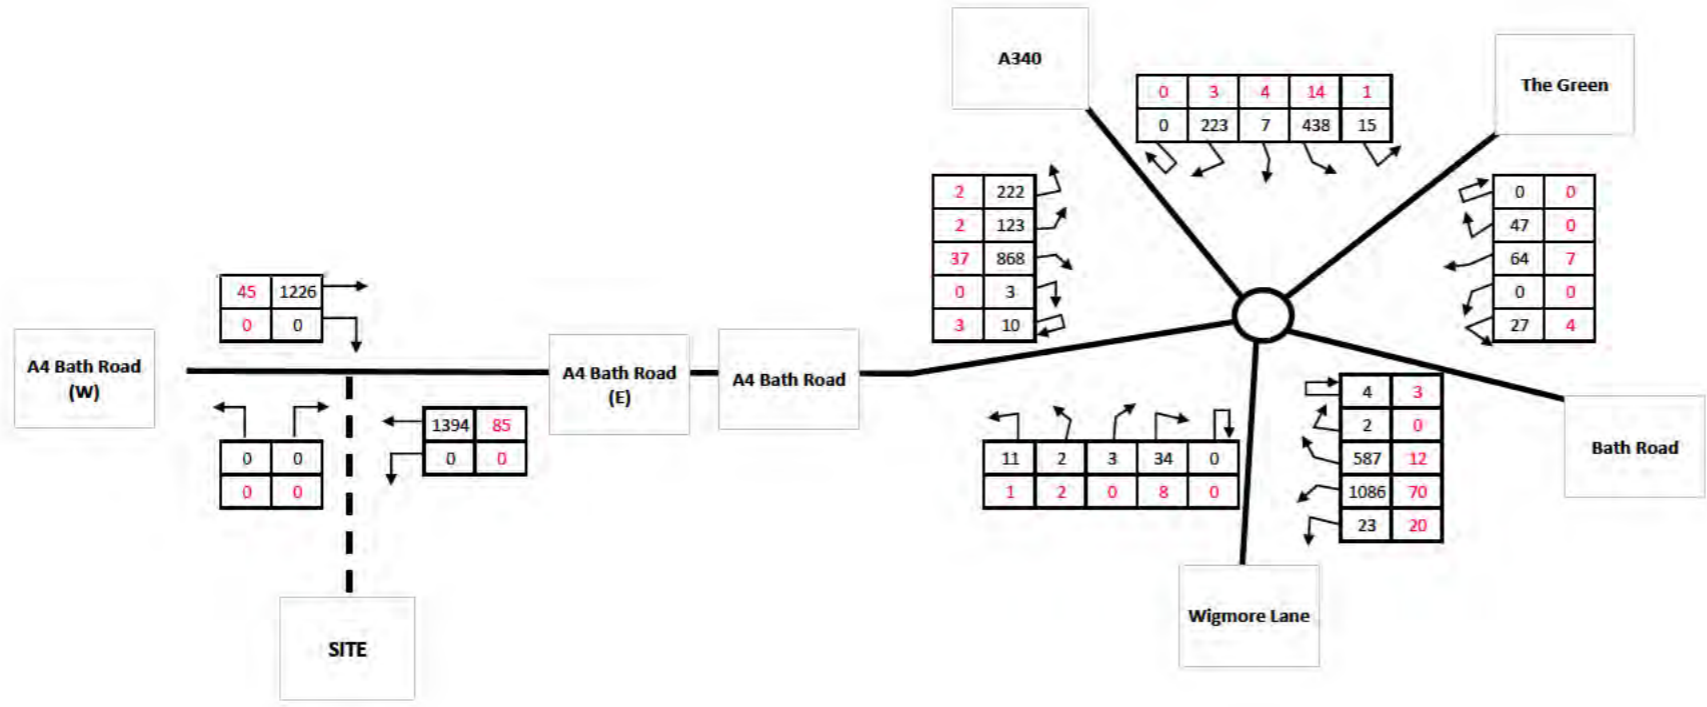 A340
The Green
0 3 4 14 1
0 223 7 438 15
2 222
2 123
37 868
0 3
3 10
0 0
47 0
64 7
0 0
27 4
45 1226
0 0
A4 Bath Road
(W)
A4 Bath Road
(E)
A4 Bath Road
1394 85
0 0
0 0
0 0
11 2 3 34 0
1 2 0 8 0
4 3
2 0
587 12
1086 70
23 20
Bath Road
Wigmore Lane
SITE